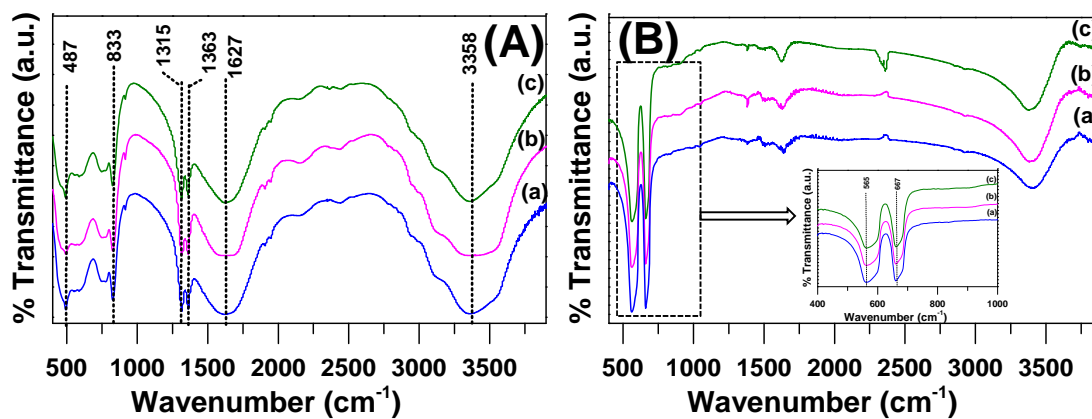 487
833
1315
1363
1627
3358
(A)
(c)
(b)
(a)
% Transmittance (a.u.)
500 1000 1500 2000 2500 3000 3500
Wavenumber (cm⁻¹)
(B)
(c)
(b)
(a)
% Transmittance (a.u.)
565
667
(c)
(b)
(a)
% Transmittance (a.u.)
400 600 800 1000
Wavenumber (cm⁻¹)
500 1000 1500 2000 2500 3000 3500
Wavenumber (cm⁻¹)